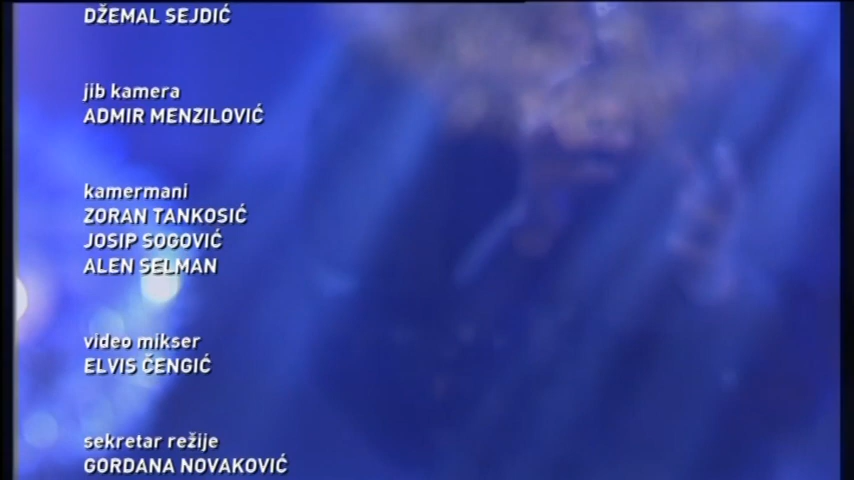 DŽEMAL SEJDIĆ
jib kamera
ADMIR MENZILOVIĆ
kamermani
ZORAN TANKOSIĆ
JOSIP SOGOVIĆ
ALEN SELMAN
video mikser
ELVIS ČENGIĆ
sekretar režije
GORDANA NOVAKOVIĆ